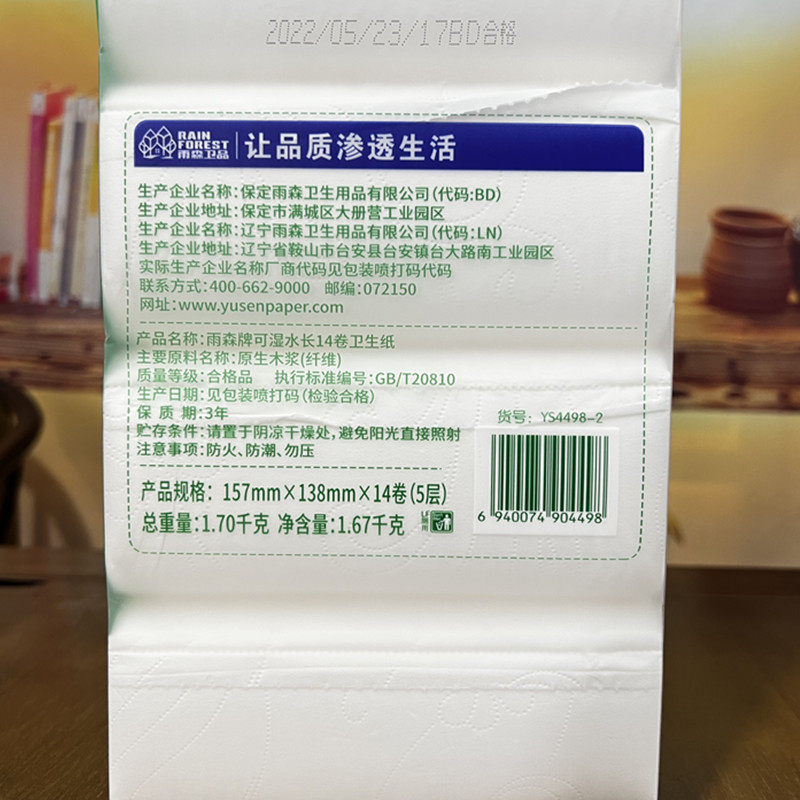 2022/05/23/17BD合格
RAIN
FOREST
雨森卫品
让品质渗透生活
生产企业名称:保定雨森卫生用品有限公司(代码:BD)
生产企业地址:保定市满城区大册营工业园区
生产企业名称:辽宁雨森卫生用品有限公司(代码:LN)
生产企业地址:辽宁省鞍山市台安县台安镇台大路南工业园区
实际生产企业名称厂商代码见包装喷打码代码
联系方式:400-662-9000 邮编:072150
网址:www.yusenpaper.com
产品名称:雨森牌可湿水长14卷卫生纸
主要原料名称:原生木浆(纤维)
质量等级:合格品 执行标准编号:GB/T20810
生产日期:见包装喷打码(检验合格)
保 质 期:3年
贮存条件:请置于阴凉干燥处,避免阳光直接照射
注意事项:防火、防潮、勿压
货号: YS4498-2
6 940074 904498
产品规格: 157mm×138mm×14卷(5层)
总重量:1.70千克 净含量:1.67千克